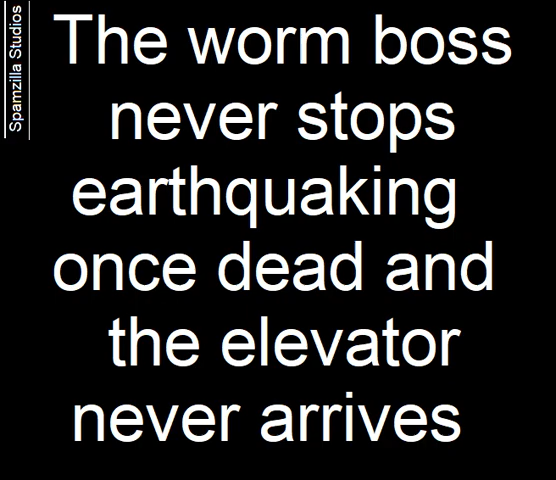 Spamzilla Studios
The worm boss
never stops
earthquaking
once dead and
the elevator
never arrives